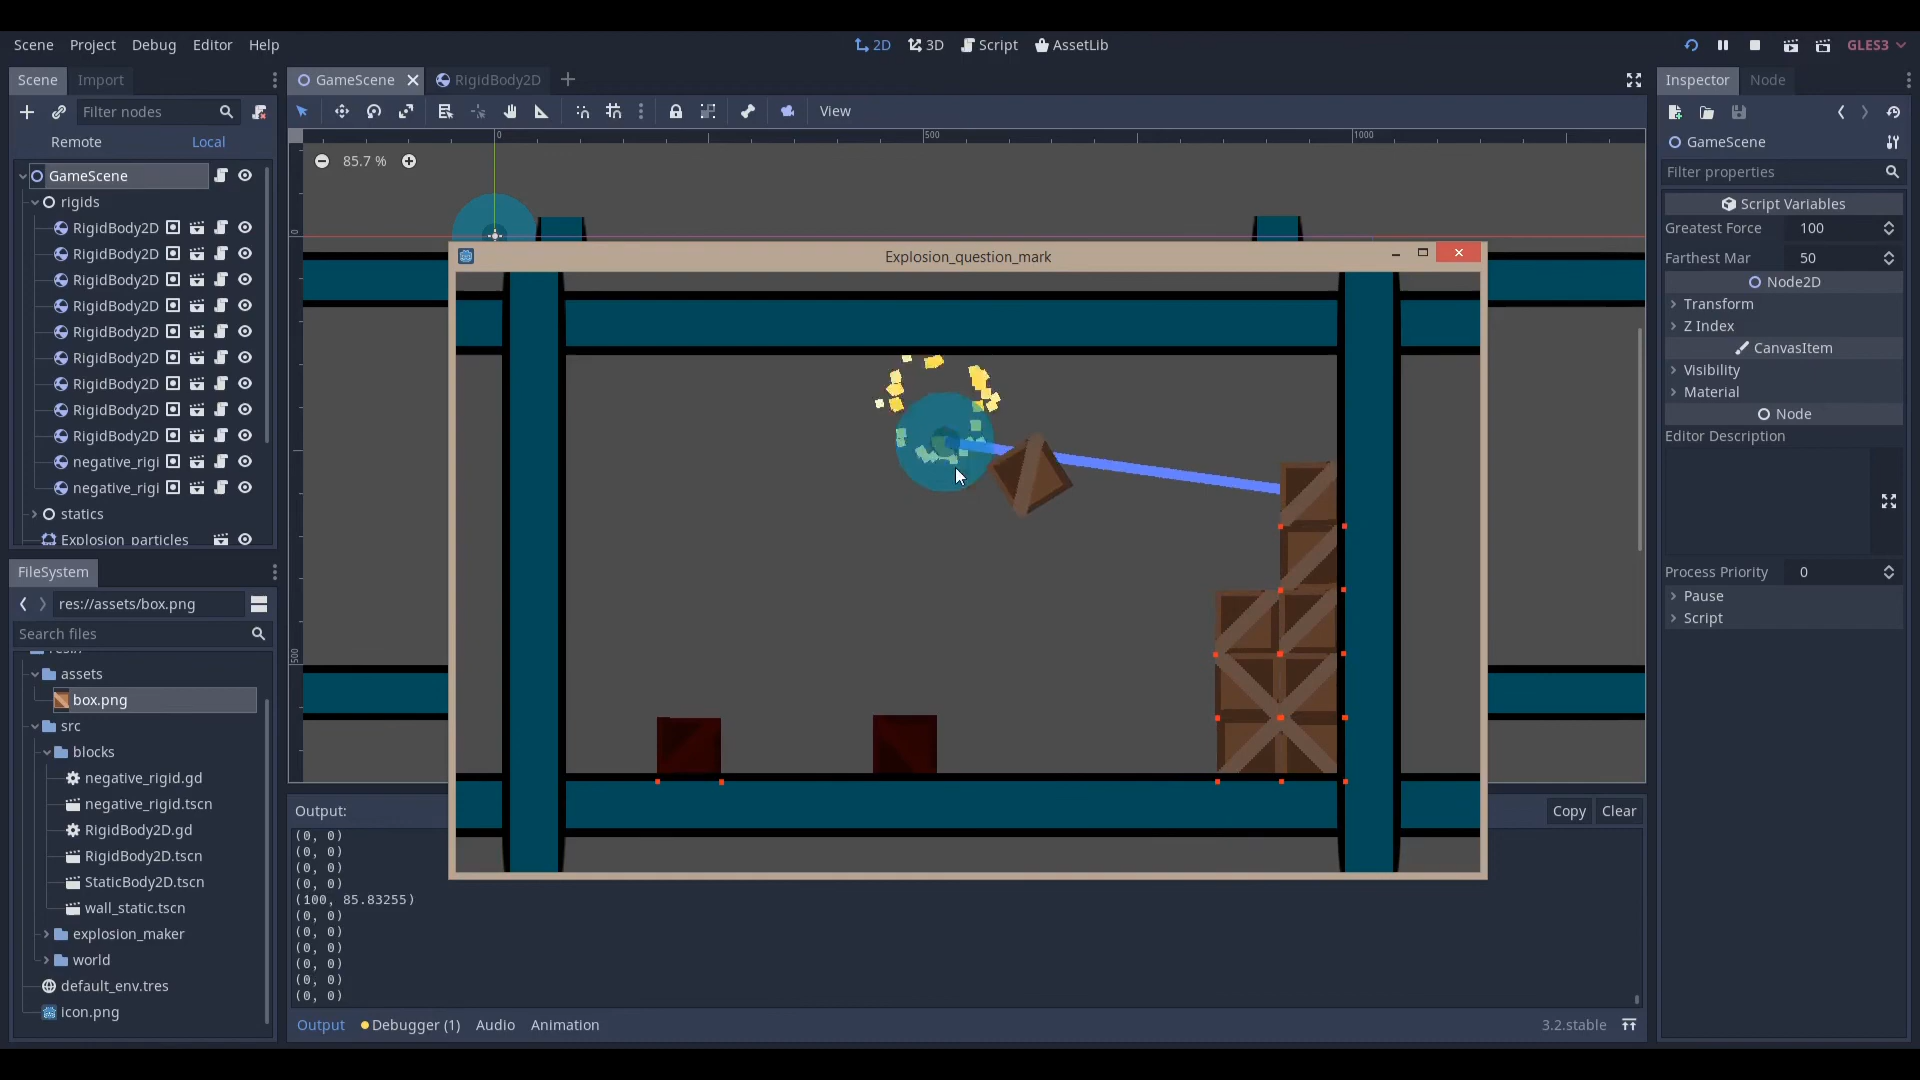 Scene Project Debug Editor Help
2D 3D Script AssetLib
GLES3
Scene Import
GameScene RigidBody2D
Inspector Node
Filter nodes
View
Remote Local
GameScene
0 500 1000
85.7 %
GameScene
Filter properties
rigids
RigidBody2D
RigidBody2D
RigidBody2D
RigidBody2D
RigidBody2D
RigidBody2D
RigidBody2D
RigidBody2D
RigidBody2D
negative_rigi
negative_rigi
statics
Explosion_particles
0
500
Explosion_question_mark
Script Variables
Greatest Force 100
Farthest Mar 50
Node2D
Transform
Z Index
CanvasItem
Visibility
Material
Node
Editor Description
Process Priority 0
Pause
Script
FileSystem
res://assets/box.png
Search files
assets
box.png
src
blocks
negative_rigid.gd
negative_rigid.tscn
RigidBody2D.gd
RigidBody2D.tscn
StaticBody2D.tscn
wall_static.tscn
explosion_maker
world
default_env.tres
icon.png
Output:
Copy Clear
(0, 0)
(0, 0)
(0, 0)
(0, 0)
(100, 85.83255)
(0, 0)
(0, 0)
(0, 0)
(0, 0)
(0, 0)
(0, 0)
Output Debugger (1) Audio Animation
3.2.stable